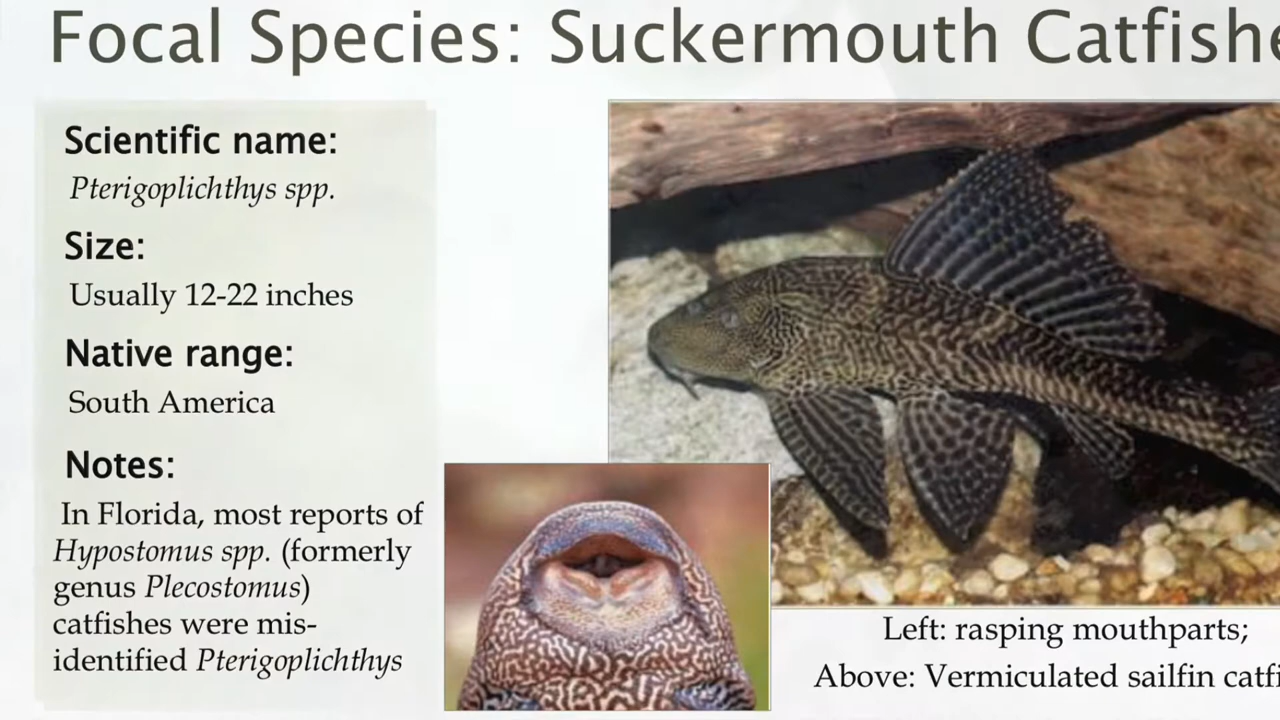 Focal Species: Suckermouth Catfishe
Scientific name:
Pterigoplichthys spp.
Size:
Usually 12-22 inches
Native range:
South America
Notes:
In Florida, most reports of
Hypostomus spp. (formerly
genus Plecostomus)
catfishes were mis-
identified Pterigoplichthys
Left: rasping mouthparts;
Above: Vermiculated sailfin catfi